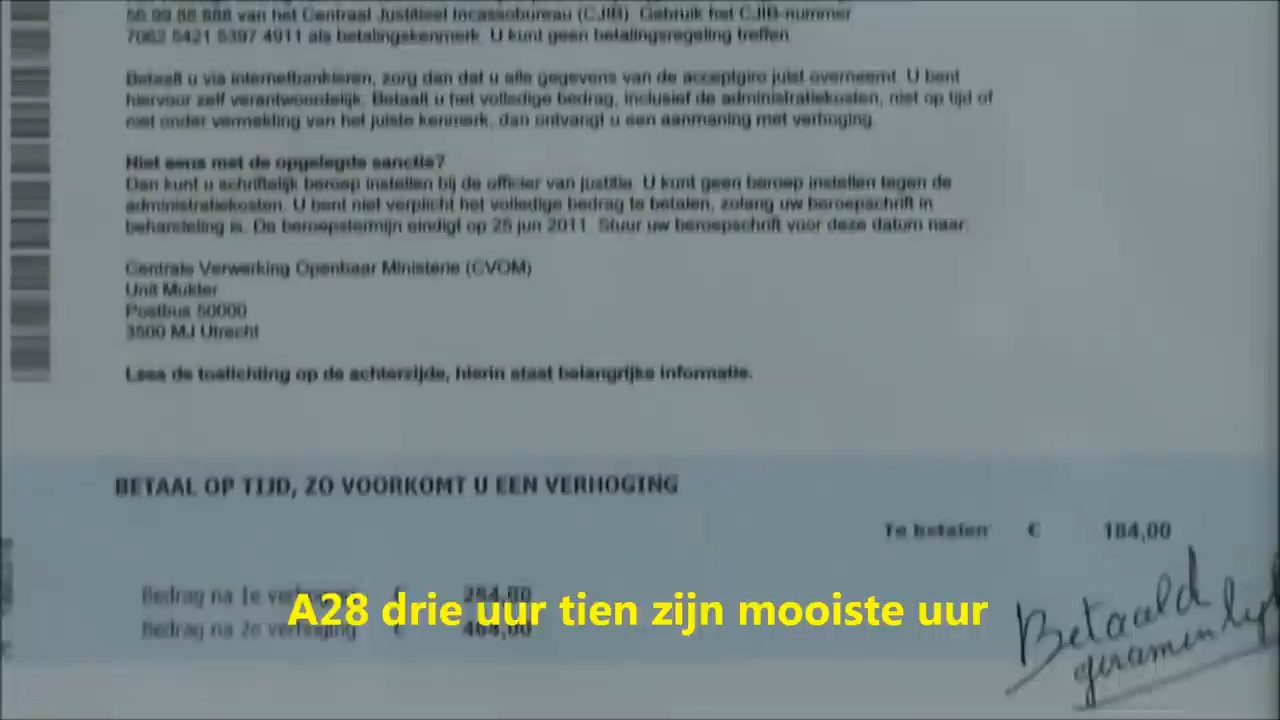 van het Centraal Justitieel Incassobureau (CJIB). Gebruik het CJIB-nummer
7062 5421 5397 4911 als betalingskenmerk. U kunt geen betalingsregeling treffen.
Betaalt u via internetbankieren, zorg dan dat u alle gegevens van de acceptgiro juist overneemt. U bent
hiervoor zelf verantwoordelijk. Betaalt u het volledige bedrag, inclusief de administratiekosten, niet op tijd of
niet onder vermelding van het juiste kenmerk, dan ontvangt u een aanmaning met verhoging.
Niet eens met de opgelegde sanctie?
Dan kunt u schriftelijk beroep instellen bij de officier van justitie. U kunt geen beroep instellen tegen de
administratiekosten. U bent niet verplicht het volledige bedrag te betalen, zolang uw beroepschrift in
behandeling is. De beroepstermijn eindigt op 25 jun 2011. Stuur uw beroepschrift voor deze datum naar:
Centrale Verwerking Openbaar Ministerie (CVOM)
Unit Mulder
Postbus 50000
3500 MJ Utrecht
Lees de toelichting op de achterzijde, hierin staat belangrijke informatie.
BETAAL OP TIJD, ZO VOORKOMT U EEN VERHOGING
Te betalen € 184,00
Bedrag na 1e verhoging €
Bedrag na 2e verhoging €
A28 drie uur tien zijn mooiste uur
Betaald